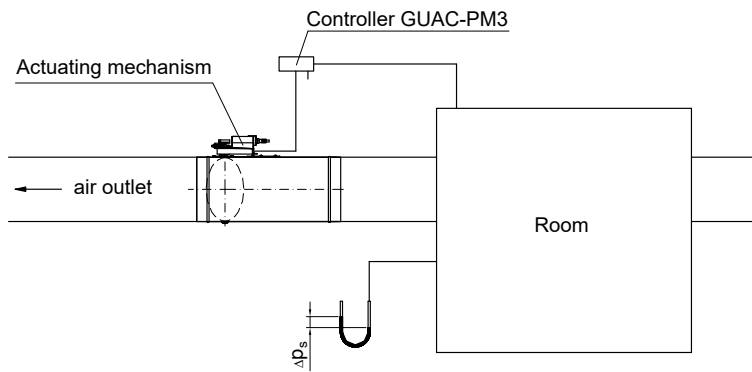 Controller GUAC-PM3
Actuating mechanism
air outlet
Room
Δps